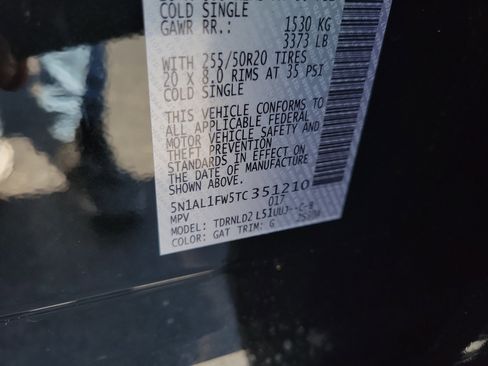 COLD SINGLE
GAWR RR.: 1530 KG
3373 LB
WITH 255/50R20 TIRES
20 X 8.0 RIMS AT 35 PSI
COLD SINGLE
THIS VEHICLE CONFORMS TO
ALL APPLICABLE FEDERAL
MOTOR VEHICLE SAFETY AND
THEFT PREVENTION
STANDARDS IN EFFECT ON
THE DATE OF MANUFACTURE
SHOWN ABOVE.
5N1AL1FW5TC351210
MPV 017
MODEL: TDRNLD2 L51UUJ--C-B
COLOR: GAT TRIM: G